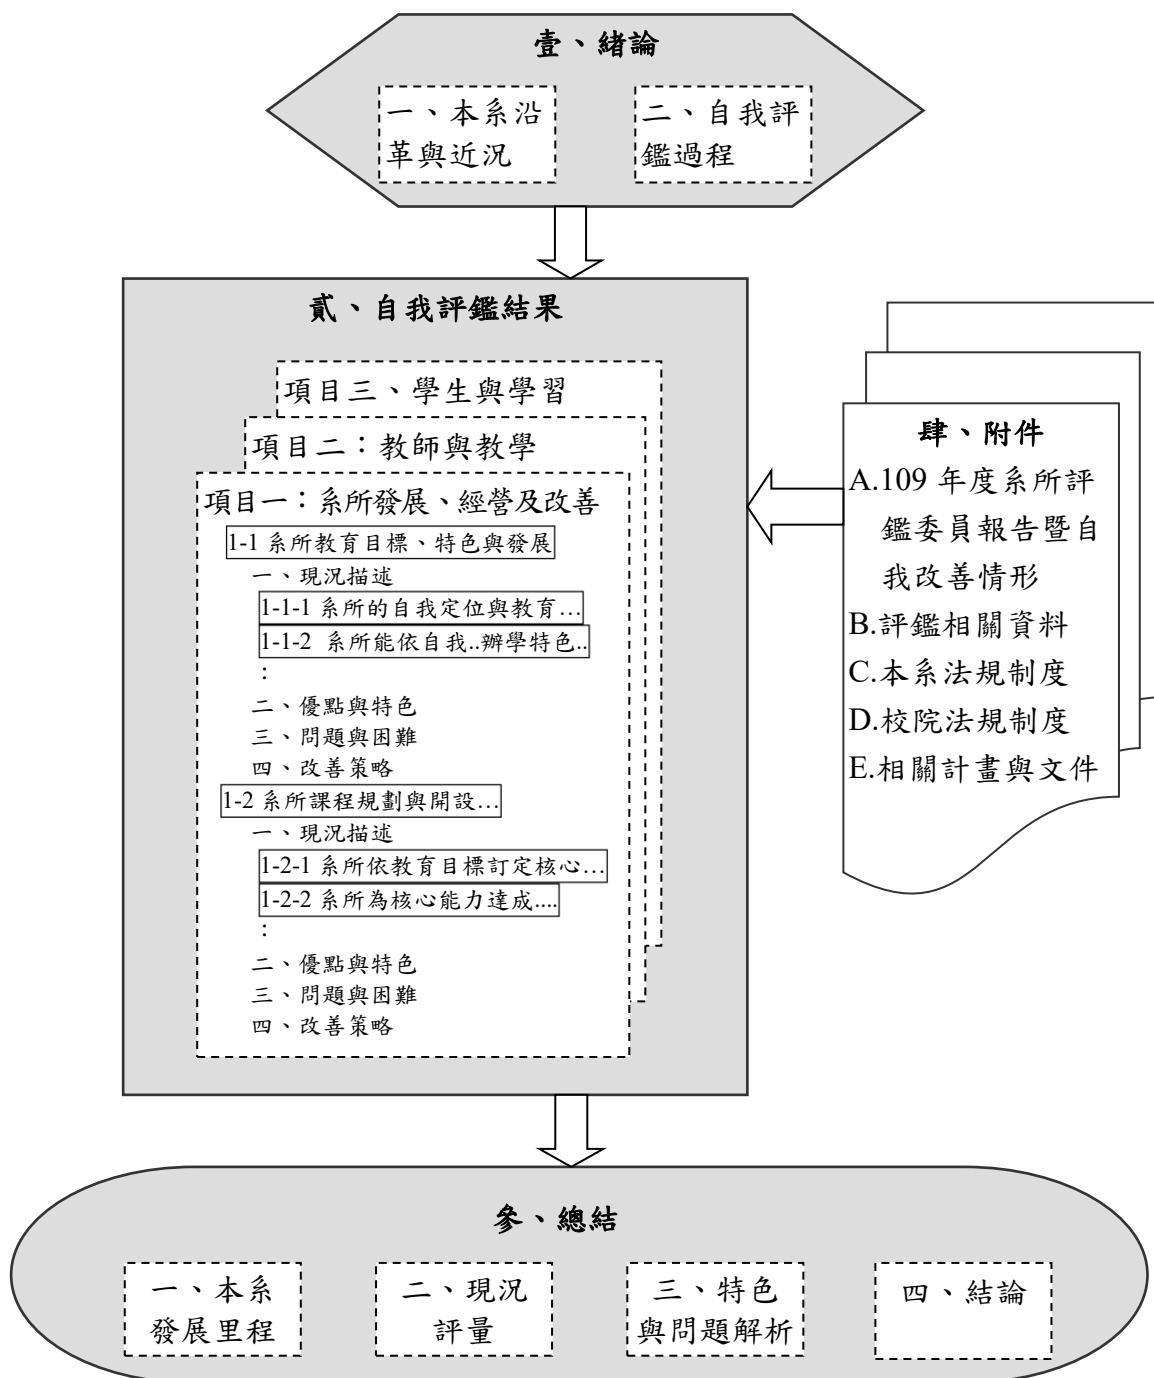 壹、緒論
一、本系沿
革與近況
二、自我評
鑑過程
貳、自我評鑑結果
項目三、學生與學習
項目二：教師與教學
項目一：系所發展、經營及改善
1-1 系所教育目標、特色與發展
一、現況描述
1-1-1 系所的自我定位與教育…
1-1-2 系所能依自我..辦學特色..
：
二、優點與特色
三、問題與困難
四、改善策略
1-2 系所課程規劃與開設…
一、現況描述
1-2-1 系所依教育目標訂定核心…
1-2-2 系所為核心能力達成....
：
二、優點與特色
三、問題與困難
四、改善策略
肆、附件
A.109 年度系所評
鑑委員報告暨自
我改善情形
B.評鑑相關資料
C.本系法規制度
D.校院法規制度
E.相關計畫與文件
參、總結
一、本系
發展里程
二、現況
評量
三、特色
與問題解析
四、結論